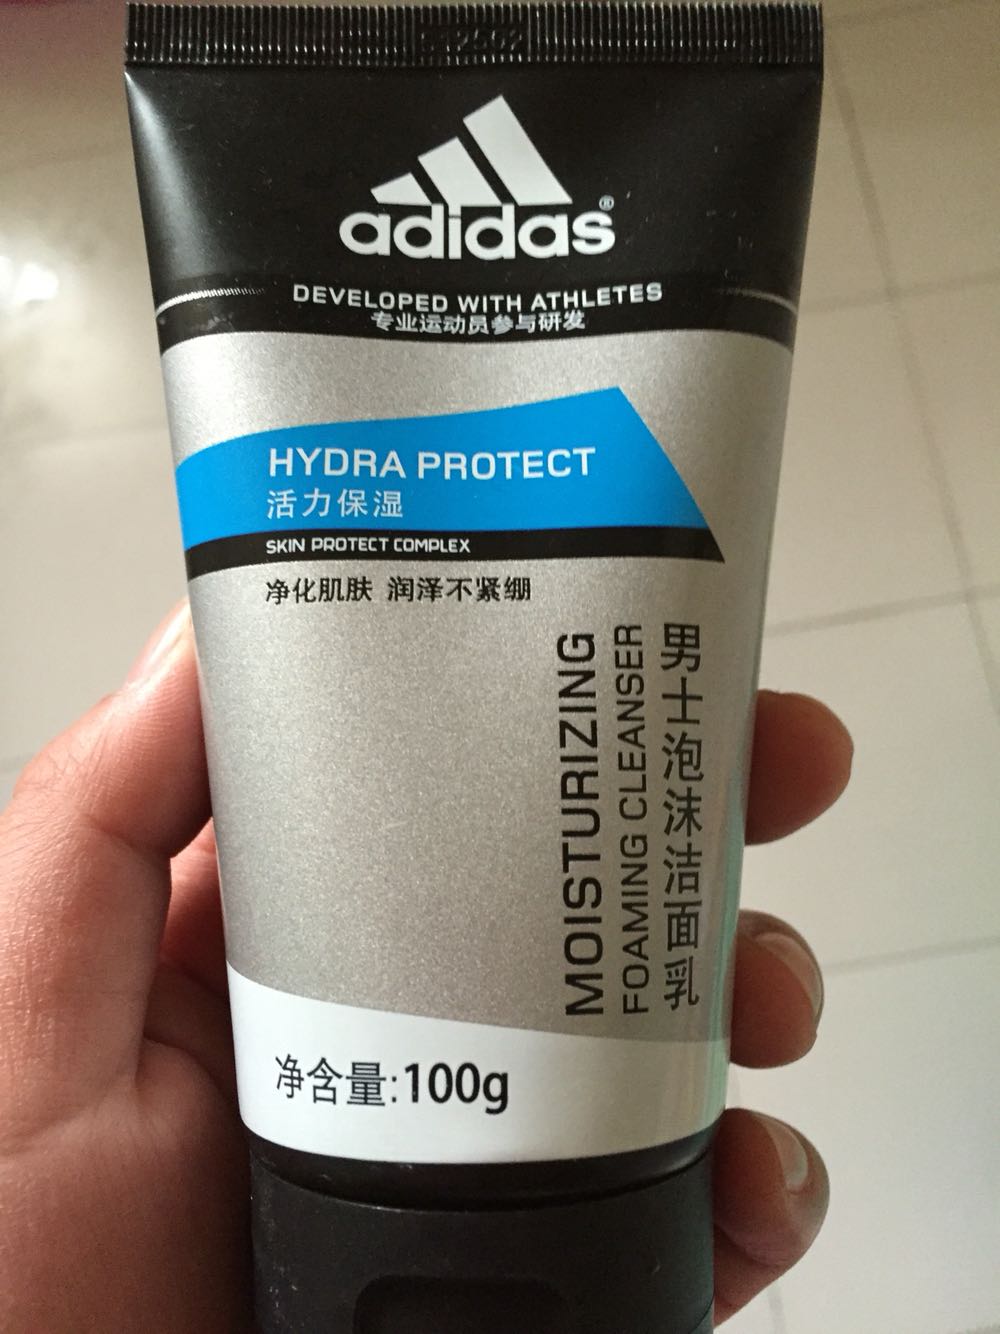 adidas®
DEVELOPED WITH ATHLETES
专业运动员参与研发
HYDRA PROTECT
活力保湿
SKIN PROTECT COMPLEX
净化肌肤 润泽不紧绷
MOISTURIZING
FOAMING CLEANSER
男士泡沫洁面乳
净含量:100g